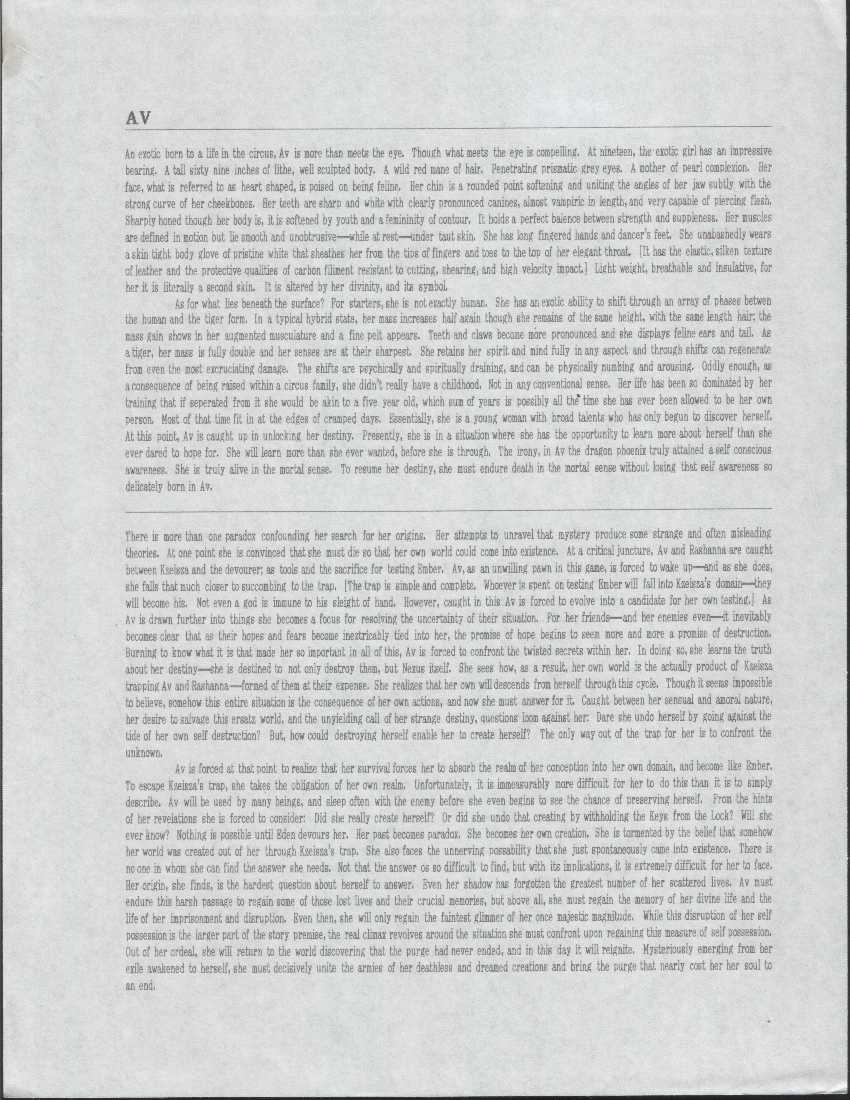 AV
An exotic born to a life in the circus, Av is more than meets the eye. Though what meets the eye is compelling. At nineteen, the exotic girl has an impressive
bearing. A tall sixty nine inches of lithe, well sculpted body. A wild red mane of hair. Penetrating prismatic grey eyes. A mother of pearl complexion. Her
face, what is referred to as heart shaped, is poised on being feline. Her chin is a rounded point softening and uniting the angles of her jaw subtly with the
strong curve of her cheekbones. Her teeth are sharp and white with clearly pronounced canines, almost vampiric in length, and very capable of piercing flesh.
Sharply honed though her body is, it is softened by youth and a femininity of contour. It holds a perfect balence between strength and suppleness. Her muscles
are defined in motion but lie smooth and unobtrusive—while at rest—under taut skin. She has long fingered hands and dancer's feet. She unabashedly wears
a skin tight body glove of pristine white that sheathes her from the tips of fingers and toes to the top of her elegant throat. [It has the elastic, silken texture
of leather and the protective qualities of carbon filiment resistant to cutting, shearing, and high velocity impact.] Light weight, breathable and insulative, for
her it is literally a second skin. It is altered by her divinity, and its symbol.
As for what lies beneath the surface? For starters, she is not exactly human. She has an exotic ability to shift through an array of phases betwen
the human and the tiger form. In a typical hybrid state, her mass increases half again though she remains of the same height, with the same length hair; the
mass gain shows in her augmented musculature and a fine pelt appears. Teeth and claws become more pronounced and she displays feline ears and tail. As
a tiger, her mass is fully double and her senses are at their sharpest. She retains her spirit and mind fully in any aspect and through shifts can regenerate
from even the most excruciating damage. The shifts are psychically and spiritually draining, and can be physically numbing and arousing. Oddly enough, as
a consequence of being raised within a circus family, she didn't really have a childhood. Not in any conventional sense. Her life has been so dominated by her
training that if seperated from it she would be akin to a five year old, which sum of years is possibly all the time she has ever been allowed to be her own
person. Most of that time fit in at the edges of cramped days. Essentially, she is a young woman with broad talents who has only begun to discover herself.
At this point, Av is caught up in unlocking her destiny. Presently, she is in a situation where she has the opportunity to learn more about herself than she
ever dared to hope for. She will learn more than she ever wanted, before she is through. The irony, in Av the dragon phoenix truly attained a self conscious
awareness. She is truly alive in the mortal sense. To resume her destiny, she must endure death in the mortal sense without losing that self awareness so
delicately born in Av.
There is more than one paradox confounding her search for her origins. Her attempts to unravel that mystery produce some strange and often misleading
theories. At one point she is convinced that she must die so that her own world could come into existence. At a critical juncture, Av and Rashanna are caught
between Kzeisza and the devourer; as tools and the sacrifice for testing Ember. Av, as an unwilling pawn in this game, is forced to wake up—and as she does,
she falls that much closer to succombing to the trap. [The trap is simple and complete. Whoever is spent on testing Ember will fall into Kzeisza's domain—they
will become his. Not even a god is immune to his sleight of hand. However, caught in this Av is forced to evolve into a candidate for her own testing.] As
Av is drawn further into things she becomes a focus for resolving the uncertainty of their situation. For her friends—and her enemies even—it inevitably
becomes clear that as their hopes and fears become inextricably tied into her, the promise of hope begins to seem more and more a promise of destruction.
Burning to know what it is that made her so important in all of this, Av is forced to confront the twisted secrets within her. In doing so, she learns the truth
about her destiny—she is destined to not only destroy them, but Nexus itself. She sees how, as a result, her own world is the actually product of Kzeisza
trapping Av and Rashanna—formed of them at their expense. She realizes that her own will descends from herself through this cycle. Though it seems impossible
to believe, somehow this entire situation is the consequence of her own actions, and now she must answer for it. Caught between her sensual and amoral nature,
her desire to salvage this ersatz world, and the unyielding call of her strange destiny, questions loom against her: Dare she undo herself by going against the
tide of her own self destruction? But, how could destroying herself enable her to create herself? The only way out of the trap for her is to confront the
unknown.
Av is forced at that point to realize that her survival forces her to absorb the realm of her conception into her own domain, and become like Ember.
To escape Kzeisza's trap, she takes the obligation of her own realm. Unfortunately, it is immeasurably more difficult for her to do this than it is to simply
describe. Av will be used by many beings, and sleep often with the enemy before she even begins to see the chance of preserving herself. From the hints
of her revelations she is forced to consider: Did she really create herself? Or did she undo that creating by withholding the Keys from the Lock? Will she
ever know? Nothing is possible until Eden devours her. Her past becomes paradox. She becomes her own creation. She is tormented by the belief that somehow
her world was created out of her through Kzeisza's trap. She also faces the unnerving possability that she just spontaneously came into existence. There is
no one in whom she can find the answer she needs. Not that the answer os so difficult to find, but with its implications, it is extremely difficult for her to face.
Her origin, she finds, is the hardest question about herself to answer. Even her shadow has forgotten the greatest number of her scattered lives. Av must
endure this harsh passage to regain some of those lost lives and their crucial memories, but above all, she must regain the memory of her divine life and the
life of her imprisonment and disruption. Even then, she will only regain the faintest glimmer of her once majestic magnitude. While this disruption of her self
possession is the larger part of the story premise, the real climax revolves around the situation she must confront upon regaining this measure of self possession.
Out of her ordeal, she will return to the world discovering that the purge had never ended, and in this day it will reignite. Mysteriously emerging from her
exile awakened to herself, she must decisively unite the armies of her deathless and dreamed creations and bring the purge that nearly cost her her soul to
an end.